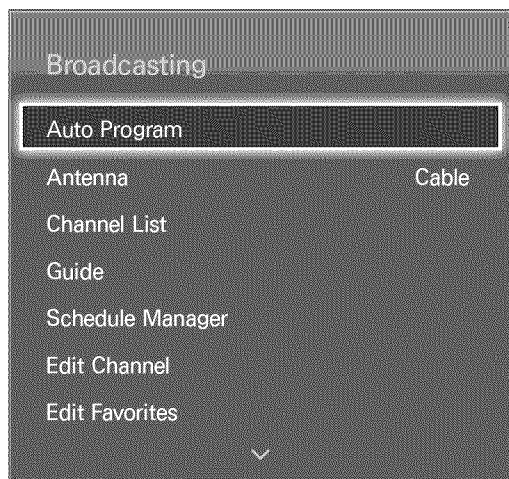 Broadcasting
Auto Program
Antenna Cable
Channel List
Guide
Schedule Manager
Edit Channel
Edit Favorites